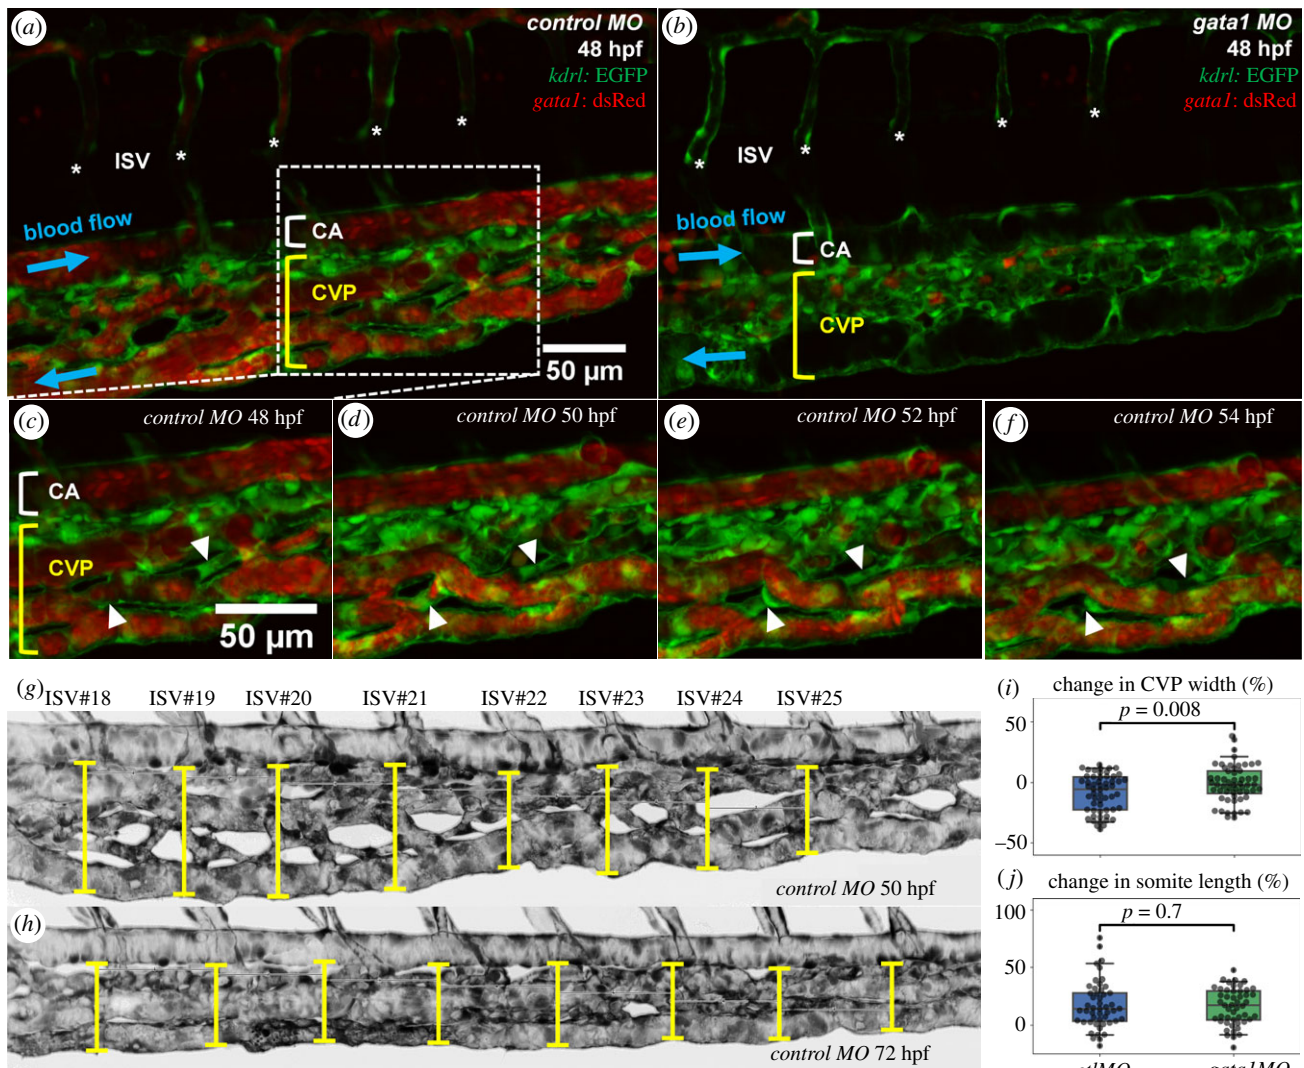 (a)
control MO
48 hpf
kdrl: EGFP
gata1: dsRed
* * * * *
ISV
blood flow
CA
CVP
50 µm
(b)
gata1 MO
48 hpf
kdrl: EGFP
gata1: dsRed
* * * * *
ISV
blood flow
CA
CVP
(c)
control MO 48 hpf
CA
CVP
50 µm
(d)
control MO 50 hpf
(e)
control MO 52 hpf
(f)
control MO 54 hpf
(g)
ISV#18 ISV#19 ISV#20 ISV#21 ISV#22 ISV#23 ISV#24 ISV#25
control MO 50 hpf
(h)
control MO 72 hpf
(i)
change in CVP width (%)
p = 0.008
50
0
–50
(j)
change in somite length (%)
p = 0.7
100
50
0
gata1MO